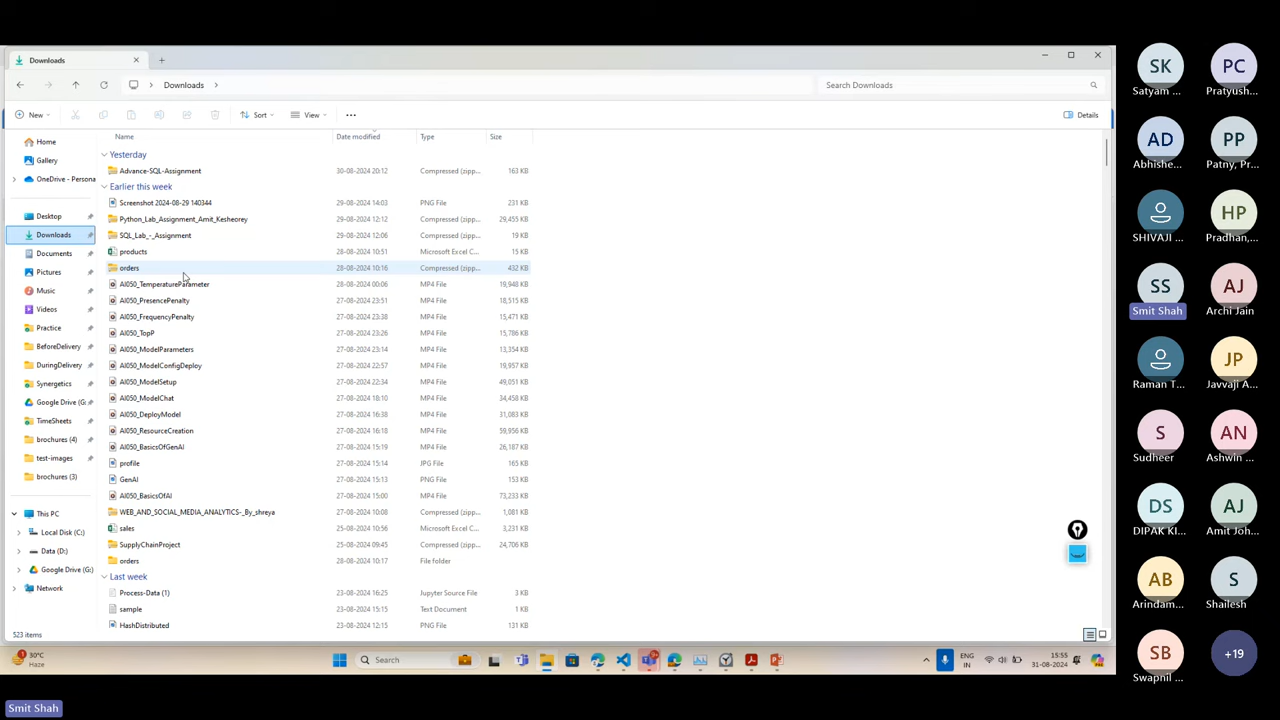 Downloads
Downloads
Search Downloads
New
Sort
View
Details
Name
Date modified
Type
Size
Home
Gallery
OneDrive - Persona
Desktop
Downloads
Documents
Pictures
Music
Videos
Practice
BeforeDelivery
DuringDelivery
Synergetics
Google Drive (G:
TimeSheets
brochures (4)
test-images
brochures (3)
This PC
Local Disk (C:)
Data (D:)
Google Drive (G:)
Network
Yesterday
Advance-SQL-Assignment 30-08-2024 20:12 Compressed (zipp... 163 KB
Earlier this week
Screenshot 2024-08-29 140344 29-08-2024 14:03 PNG File 231 KB
Python_Lab_Assignment_Amit_Kesheorey 29-08-2024 12:12 Compressed (zipp... 29,455 KB
SQL_Lab_-_Assignment 29-08-2024 12:06 Compressed (zipp... 19 KB
products 28-08-2024 10:51 Microsoft Excel C... 15 KB
orders 28-08-2024 10:16 Compressed (zipp... 432 KB
AI050_TemperatureParameter 28-08-2024 00:06 MP4 File 19,948 KB
AI050_PresencePenalty 27-08-2024 23:51 MP4 File 18,515 KB
AI050_FrequencyPenalty 27-08-2024 23:38 MP4 File 15,471 KB
AI050_TopP 27-08-2024 23:26 MP4 File 15,786 KB
AI050_ModelParameters 27-08-2024 23:14 MP4 File 13,354 KB
AI050_ModelConfigDeploy 27-08-2024 22:57 MP4 File 19,957 KB
AI050_ModelSetup 27-08-2024 22:34 MP4 File 49,051 KB
AI050_ModelChat 27-08-2024 18:10 MP4 File 34,458 KB
AI050_DeployModel 27-08-2024 16:38 MP4 File 31,083 KB
AI050_ResourceCreation 27-08-2024 16:18 MP4 File 59,956 KB
AI050_BasicsOfGenAI 27-08-2024 15:19 MP4 File 26,187 KB
profile 27-08-2024 15:14 JPG File 165 KB
GenAI 27-08-2024 15:11 PNG File 153 KB
AI050_BasicsOfAI 27-08-2024 15:00 MP4 File 73,233 KB
WEB_AND_SOCIAL_MEDIA_ANALYTICS-_By_shreya 27-08-2024 10:08 Compressed (zipp... 1,081 KB
sales 25-08-2024 10:56 Microsoft Excel C... 3,231 KB
SupplyChainProject 25-08-2024 09:45 Compressed (zipp... 24,706 KB
orders 28-08-2024 10:17 File folder
Last week
Process-Data (1) 23-08-2024 16:25 Jupyter Source File 3 KB
sample 23-08-2024 15:15 Text Document 1 KB
HashDistributed 23-08-2024 12:15 PNG File 131 KB
523 items
30°C
Haze
Search
ENG
IN
15:55
31-08-2024
SK
Satyam ...
PC
Pratyush...
AD
Abhishe...
PP
Patny, Pr...
SHIVAJI ...
HP
Pradhan,...
SS
Smit Shah
AJ
Archi Jain
Raman T...
JP
Javvaji A...
S
Sudheer
AN
Ashwin ...
DS
DIPAK KI...
AJ
Amit Joh...
AB
Arindam...
S
Shailesh
SB
Swapnil ...
+19
Smit Shah